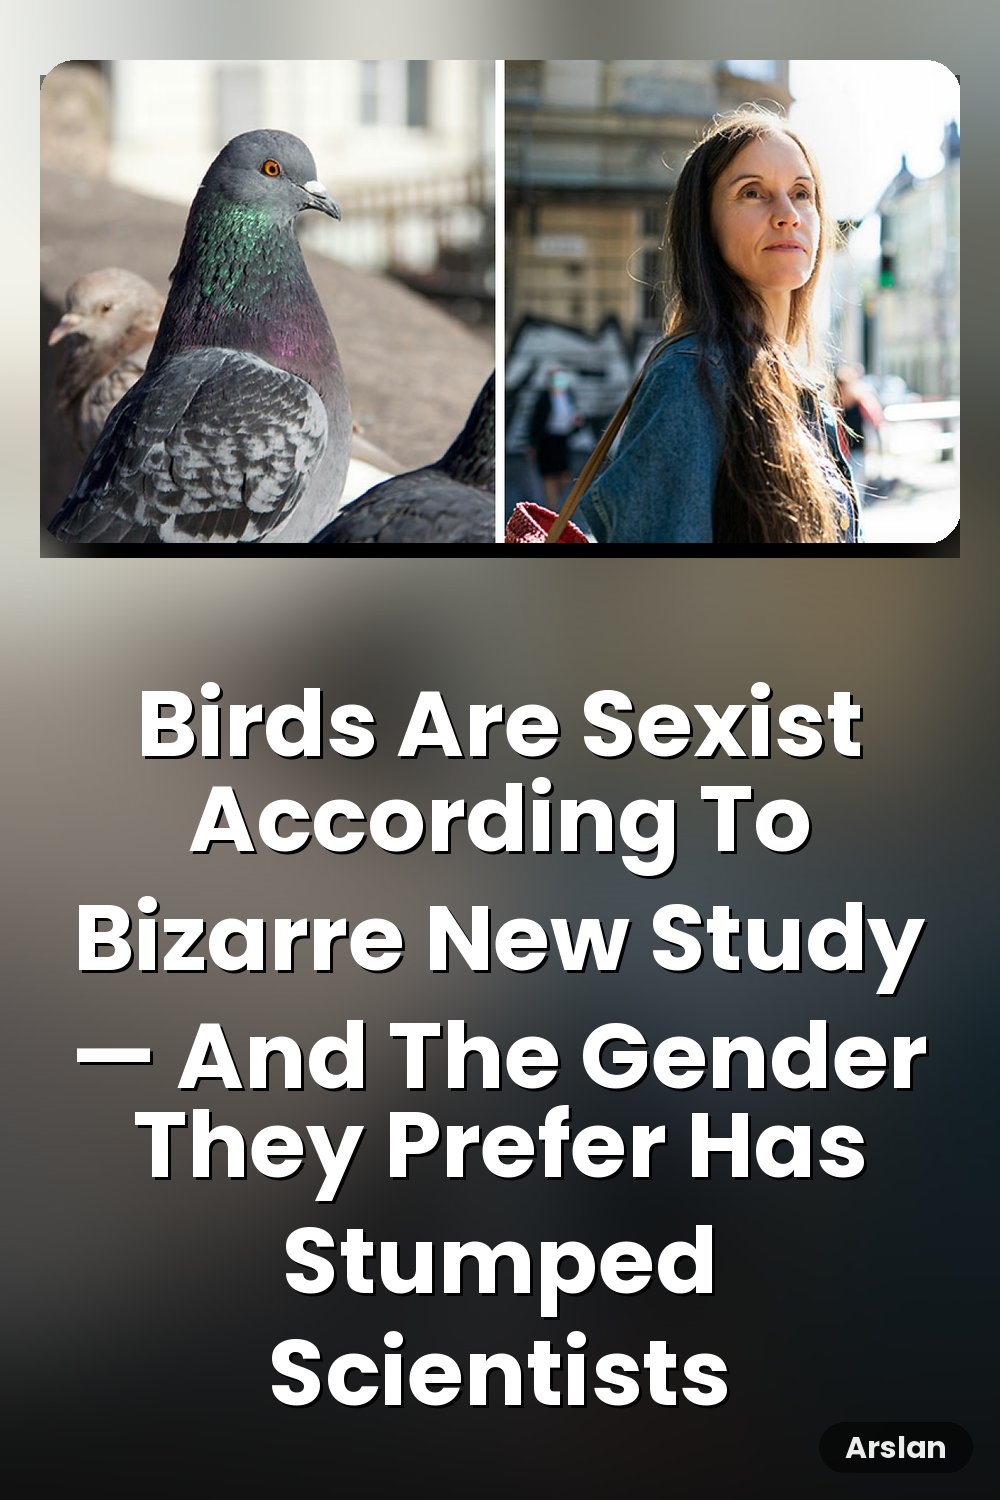 Birds Are Sexist
According To
Bizarre New Study
— And The Gender
They Prefer Has
Stumped
Scientists
Arslan